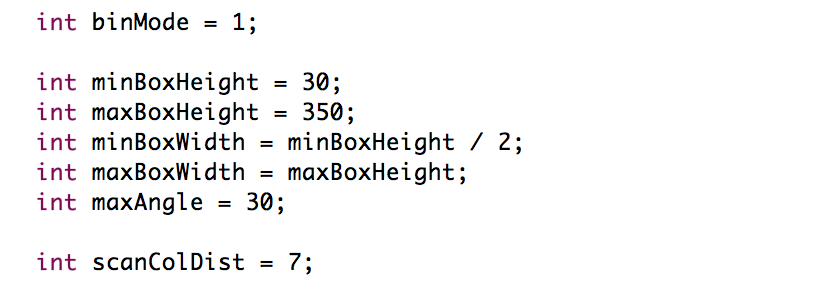 int binMode = 1;
int minBoxHeight = 30;
int maxBoxHeight = 350;
int minBoxWidth = minBoxHeight / 2;
int maxBoxWidth = maxBoxHeight;
int maxAngle = 30;
int scanColDist = 7;